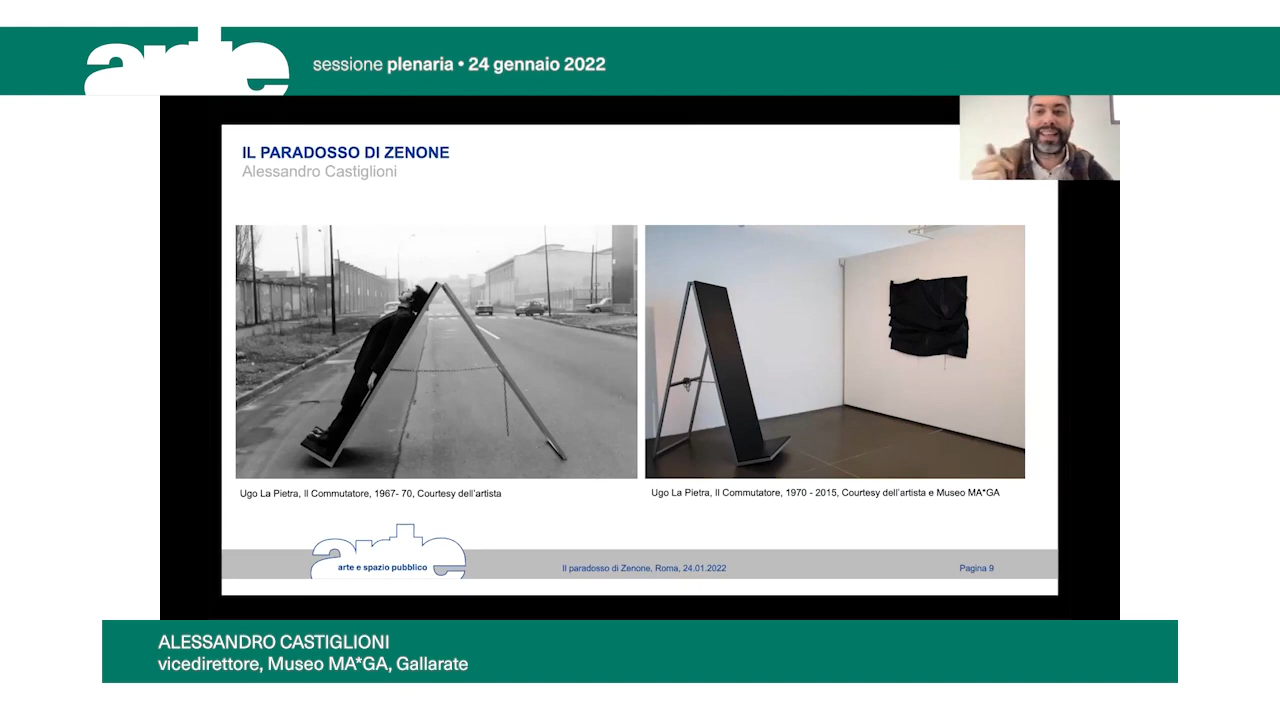 arte
sessione plenaria • 24 gennaio 2022
IL PARADOSSO DI ZENONE
Alessandro Castiglioni
Ugo La Pietra, Il Commutatore, 1967- 70, Courtesy dell'artista
Ugo La Pietra, Il Commutatore, 1970 - 2015, Courtesy dell'artista e Museo MA*GA
arte
arte e spazio pubblico
Il paradosso di Zenone, Roma, 24.01.2022
Pagina 9
ALESSANDRO CASTIGLIONI
vicedirettore, Museo MA*GA, Gallarate